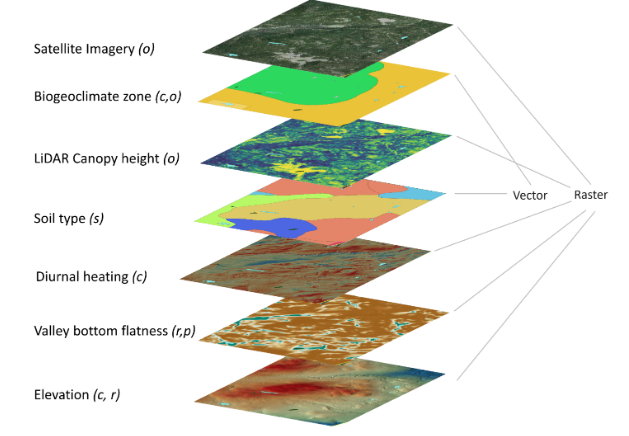 Satellite Imagery (o)
Biogeoclimate zone (c,o)
LiDAR Canopy height (o)
Vector
Raster
Soil type (s)
Diurnal heating (c)
Valley bottom flatness (r,p)
Elevation (c, r)